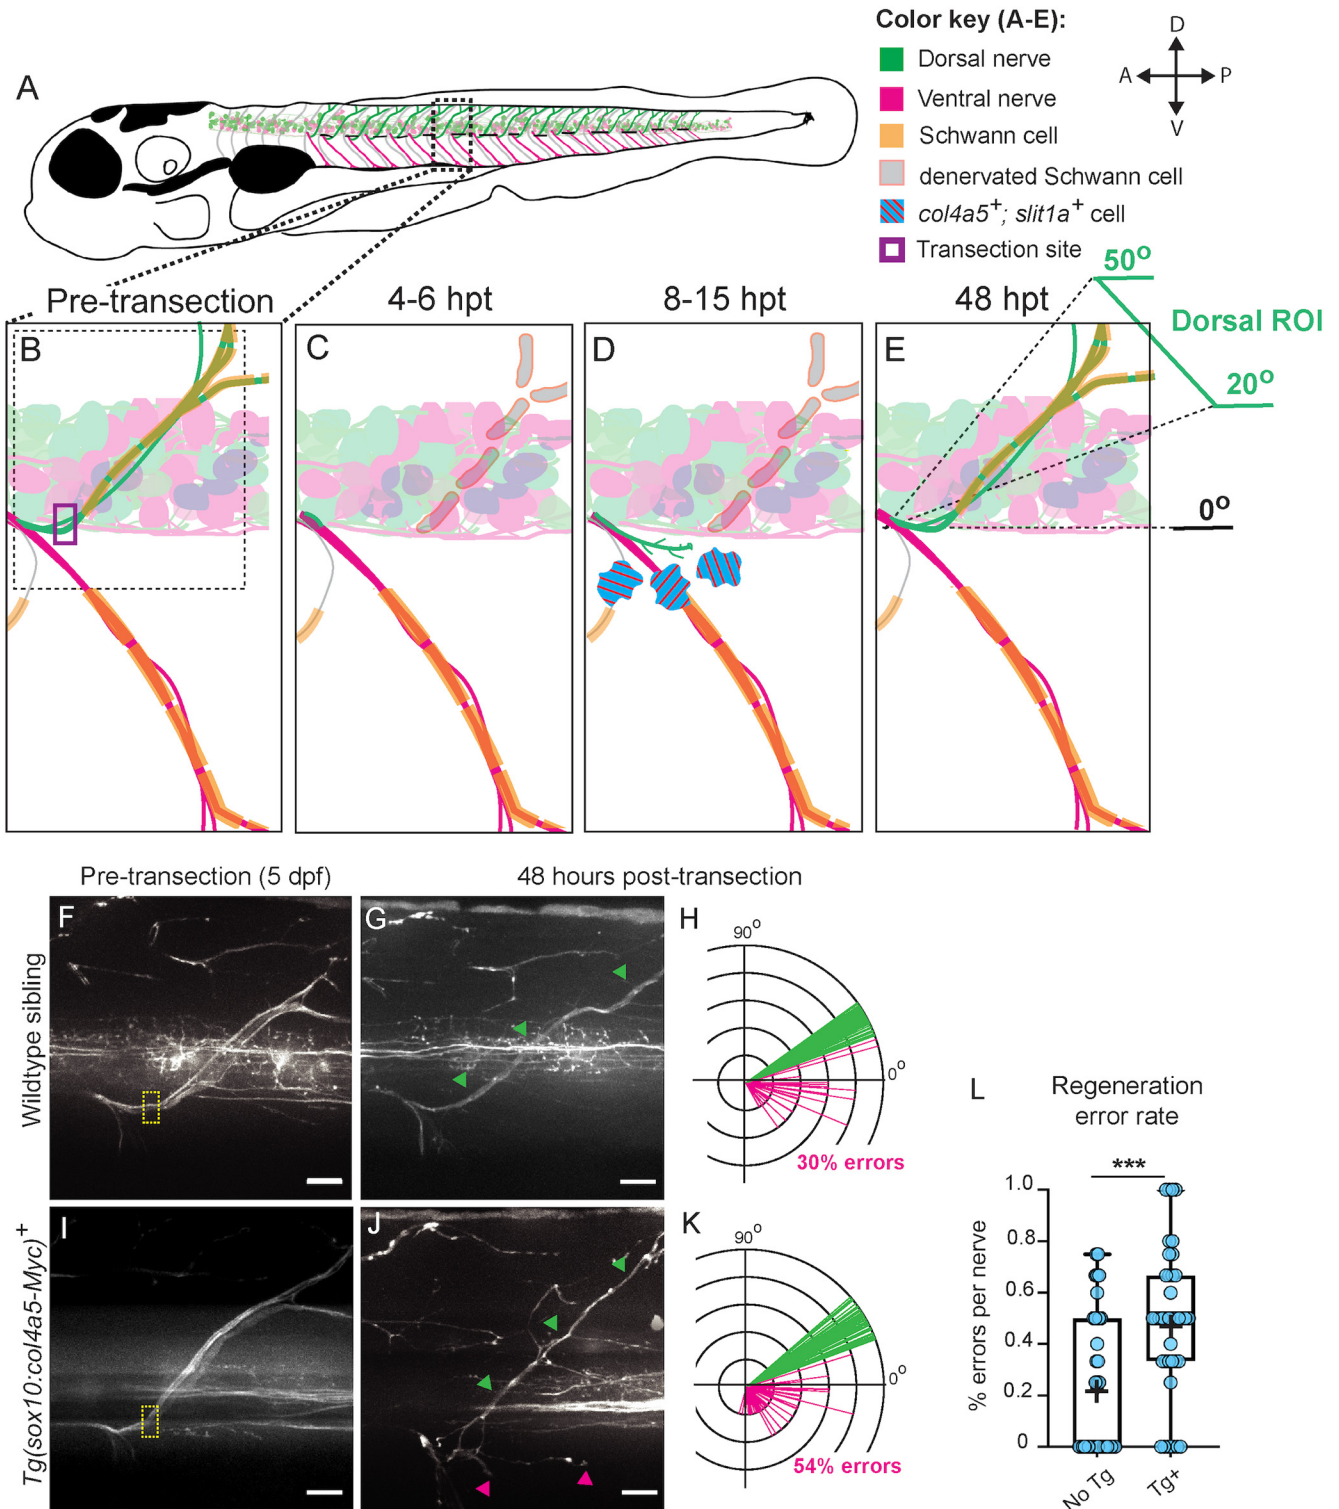 Color key (A-E):
Dorsal nerve
Ventral nerve
Schwann cell
denervated Schwann cell
col4a5+; slit1a+ cell
Transection site
D
A
P
V
A
Pre-transection
4-6 hpt
8-15 hpt
48 hpt
50°
Dorsal ROI
20°
0°
B
C
D
E
Pre-transection (5 dpf)
48 hours post-transection
Wildtype sibling
F
G
H
90°
0°
30% errors
Tg(sox10:col4a5-Myc)+
I
J
K
90°
0°
54% errors
L
Regeneration
error rate
***
% errors per nerve
1.0
0.8
0.6
0.4
0.2
0
No Tg
Tg+